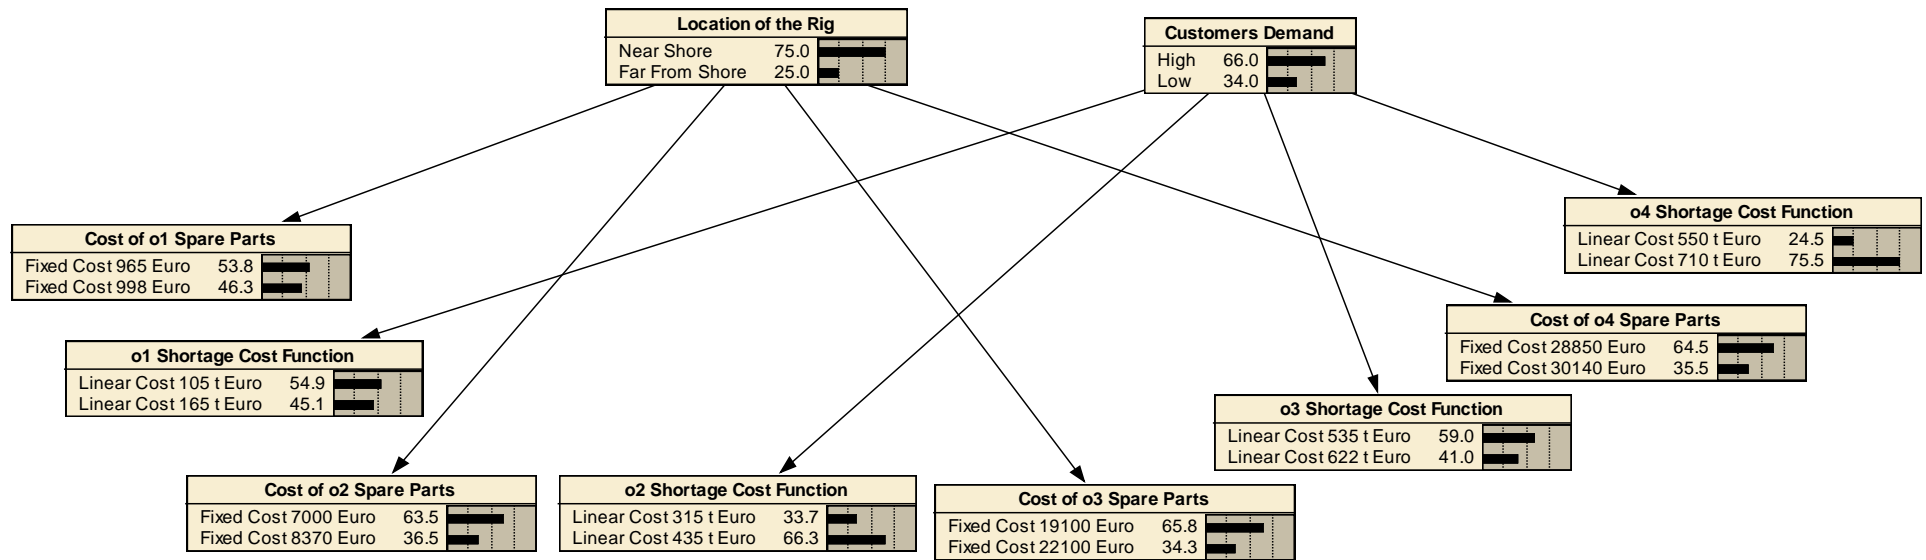 Location of the Rig
Near Shore 75.0
Far From Shore 25.0
Customers Demand
High 66.0
Low 34.0
o4 Shortage Cost Function
Linear Cost 550 t Euro 24.5
Linear Cost 710 t Euro 75.5
Cost of o1 Spare Parts
Fixed Cost 965 Euro 53.8
Fixed Cost 998 Euro 46.3
Cost of o4 Spare Parts
Fixed Cost 28850 Euro 64.5
Fixed Cost 30140 Euro 35.5
o1 Shortage Cost Function
Linear Cost 105 t Euro 54.9
Linear Cost 165 t Euro 45.1
o3 Shortage Cost Function
Linear Cost 535 t Euro 59.0
Linear Cost 622 t Euro 41.0
Cost of o2 Spare Parts
Fixed Cost 7000 Euro 63.5
Fixed Cost 8370 Euro 36.5
o2 Shortage Cost Function
Linear Cost 315 t Euro 33.7
Linear Cost 435 t Euro 66.3
Cost of o3 Spare Parts
Fixed Cost 19100 Euro 65.8
Fixed Cost 22100 Euro 34.3